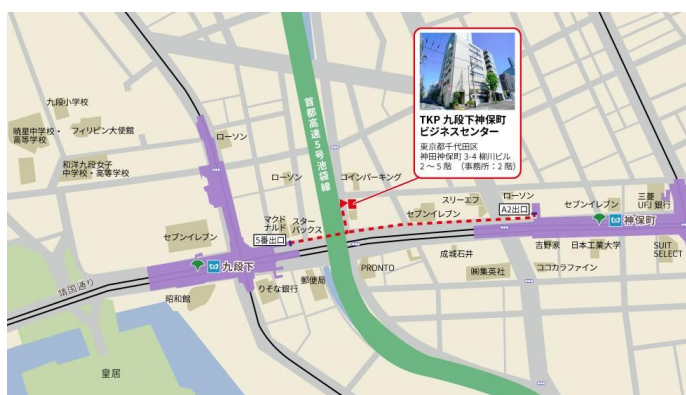 TKP 九段下神保町
ビジネスセンター
東京都千代田区
神田神保町 3-4 柳川ビル
2～5 階 （事務所：2 階）
九段小学校
暁星中学校・
高等学校
フィリピン大使館
ローソン
和洋九段女子
中学校・高等学校
首都高速5号池袋線
ローソン
コインパーキング
スリーエフ
ローソン
A2出口
セブンイレブン
三菱
UFJ 銀行
マクド
ナルド
スター
バックス
セブンイレブン
神保町
セブンイレブン
5番出口
九段下
吉野家
日本工業大学
SUIT
SELECT
成城石井
PRONTO
㈱集英社
ココカラファイン
郵便局
りそな銀行
昭和館
靖国通り
皇居